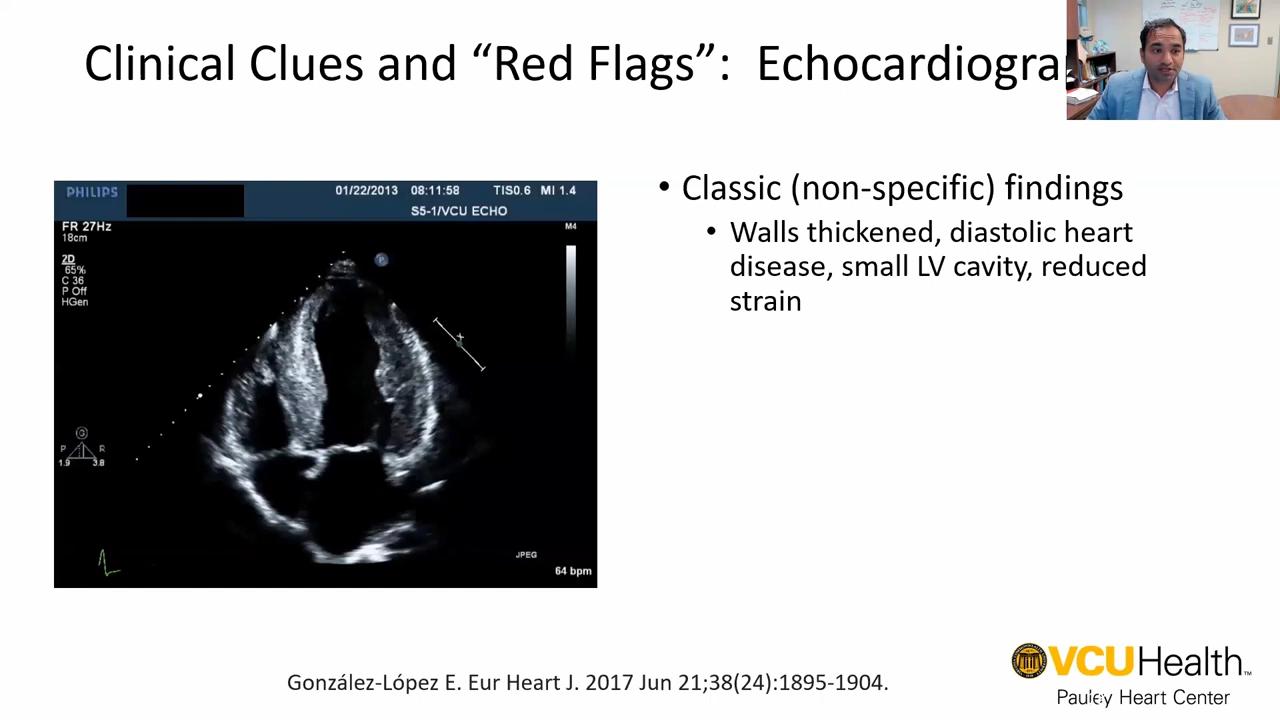 Clinical Clues and “Red Flags”: Echocardiogra
PHILIPS
01/22/2013 08:11:58 TIS0.6 MI 1.4
S5-1/VCU ECHO
FR 27Hz
18cm
2D
65%
C 36
P Off
HGen
M4
P
G
P R
1.9 3.8
JPEG
64 bpm
• Classic (non-specific) findings
• Walls thickened, diastolic heart
disease, small LV cavity, reduced
strain
González-López E. Eur Heart J. 2017 Jun 21;38(24):1895-1904.
VCUHealth™
Pauley Heart Center